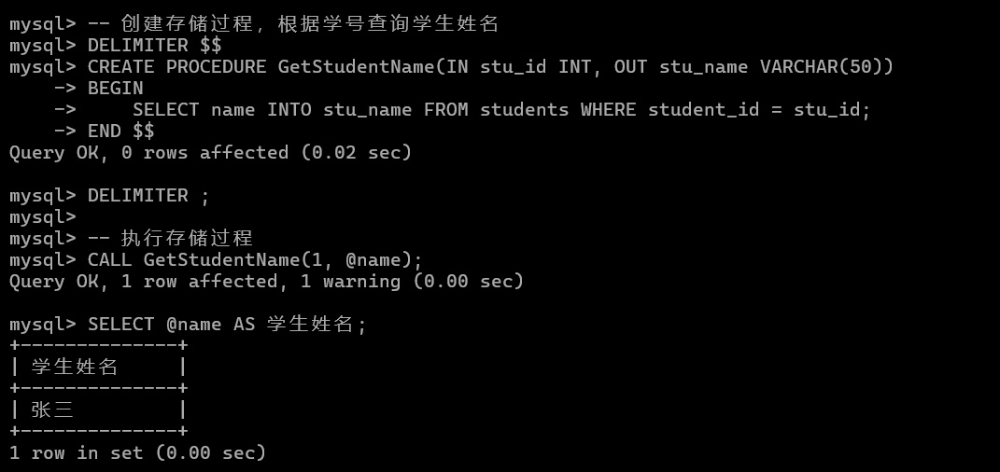 mysql> -- 创建存储过程，根据学号查询学生姓名
mysql> DELIMITER $$
mysql> CREATE PROCEDURE GetStudentName(IN stu_id INT, OUT stu_name VARCHAR(50))
    -> BEGIN
    ->     SELECT name INTO stu_name FROM students WHERE student_id = stu_id;
    -> END $$
Query OK, 0 rows affected (0.02 sec)

mysql> DELIMITER ;
mysql>
mysql> -- 执行存储过程
mysql> CALL GetStudentName(1, @name);
Query OK, 1 row affected, 1 warning (0.00 sec)

mysql> SELECT @name AS 学生姓名;
+--------------+
| 学生姓名     |
+--------------+
| 张三         |
+--------------+
1 row in set (0.00 sec)